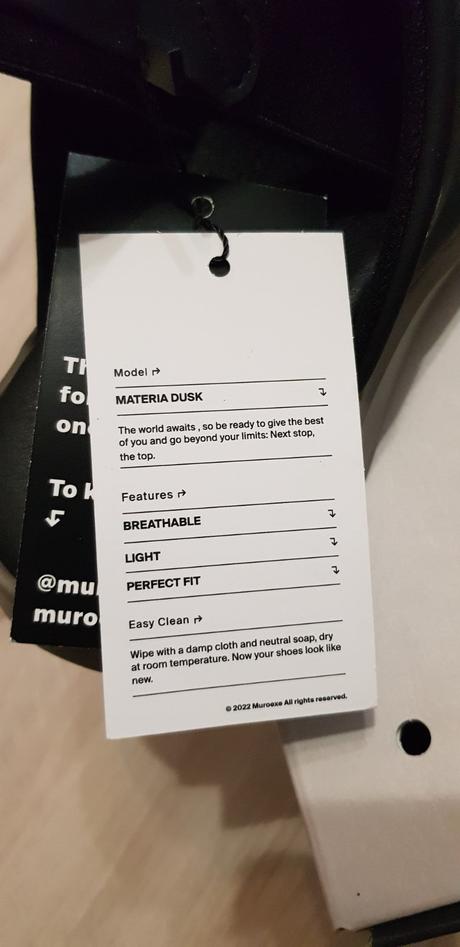 Model ↱
MATERIA DUSK
The world awaits , so be ready to give the best
of you and go beyond your limits: Next stop,
the top.
Features ↱
BREATHABLE
LIGHT
PERFECT FIT
Easy Clean ↱
Wipe with a damp cloth and neutral soap, dry
at room temperature. Now your shoes look like
new.
© 2022 Muroexe All rights reserved.
To